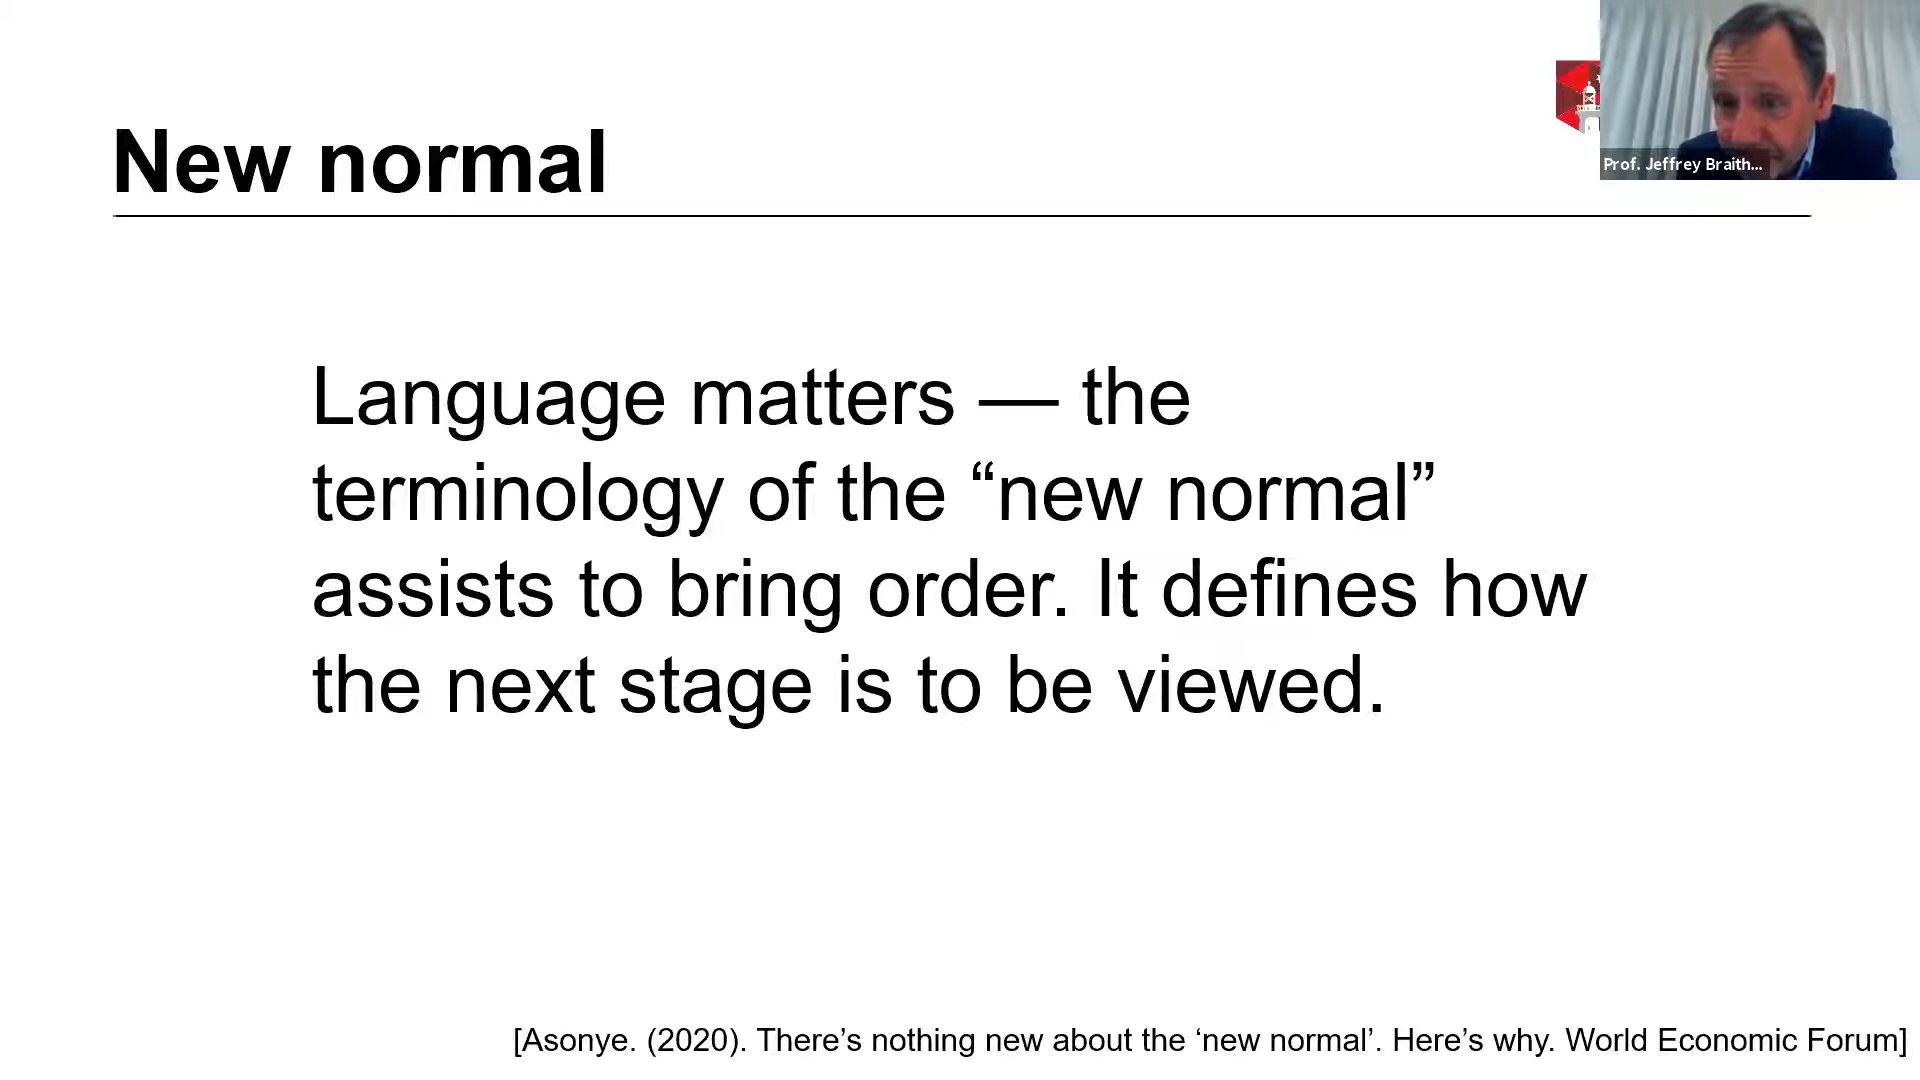 New normal
Prof. Jeffrey Braith...
Language matters — the
terminology of the “new normal”
assists to bring order. It defines how
the next stage is to be viewed.
[Asonye. (2020). There’s nothing new about the ‘new normal’. Here’s why. World Economic Forum]